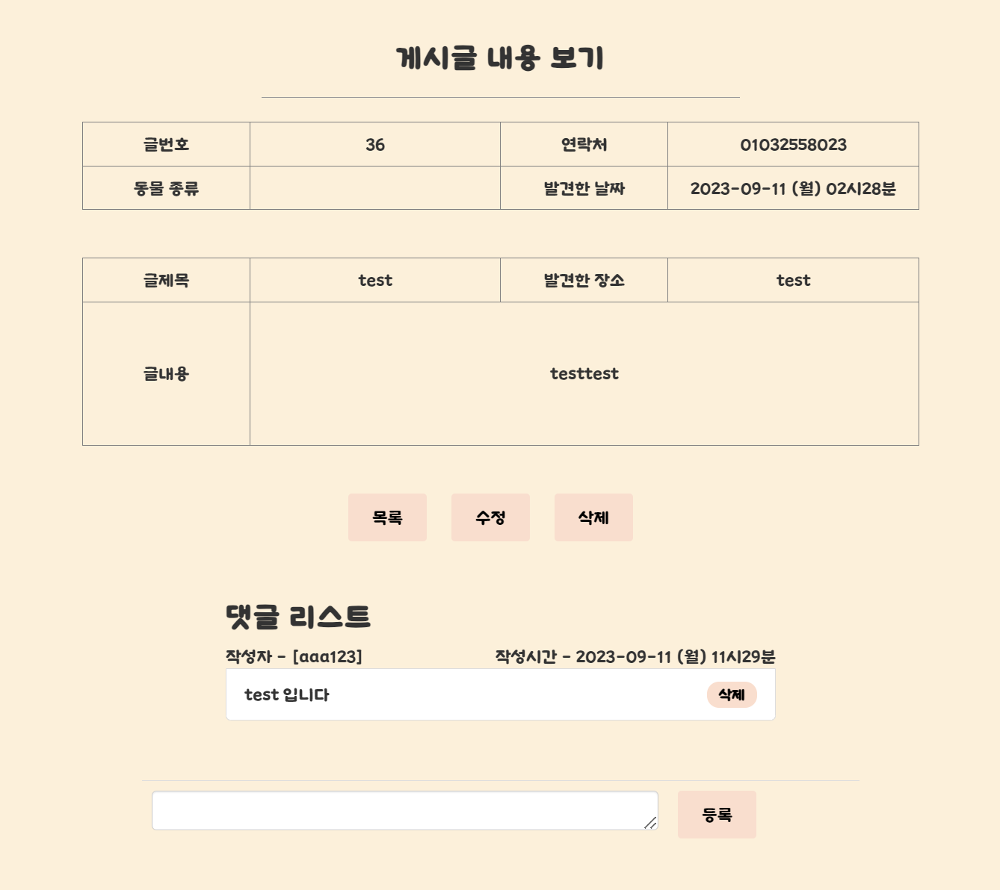 게시글 내용 보기
글번호 36 연락처 01032558023
동물 종류 발견한 날짜 2023-09-11 (월) 02시28분
글제목 test 발견한 장소 test
글내용 testtest
목록 수정 삭제
댓글 리스트
작성자 - [aaa123] 작성시간 - 2023-09-11 (월) 11시29분
test 입니다 삭제
등록